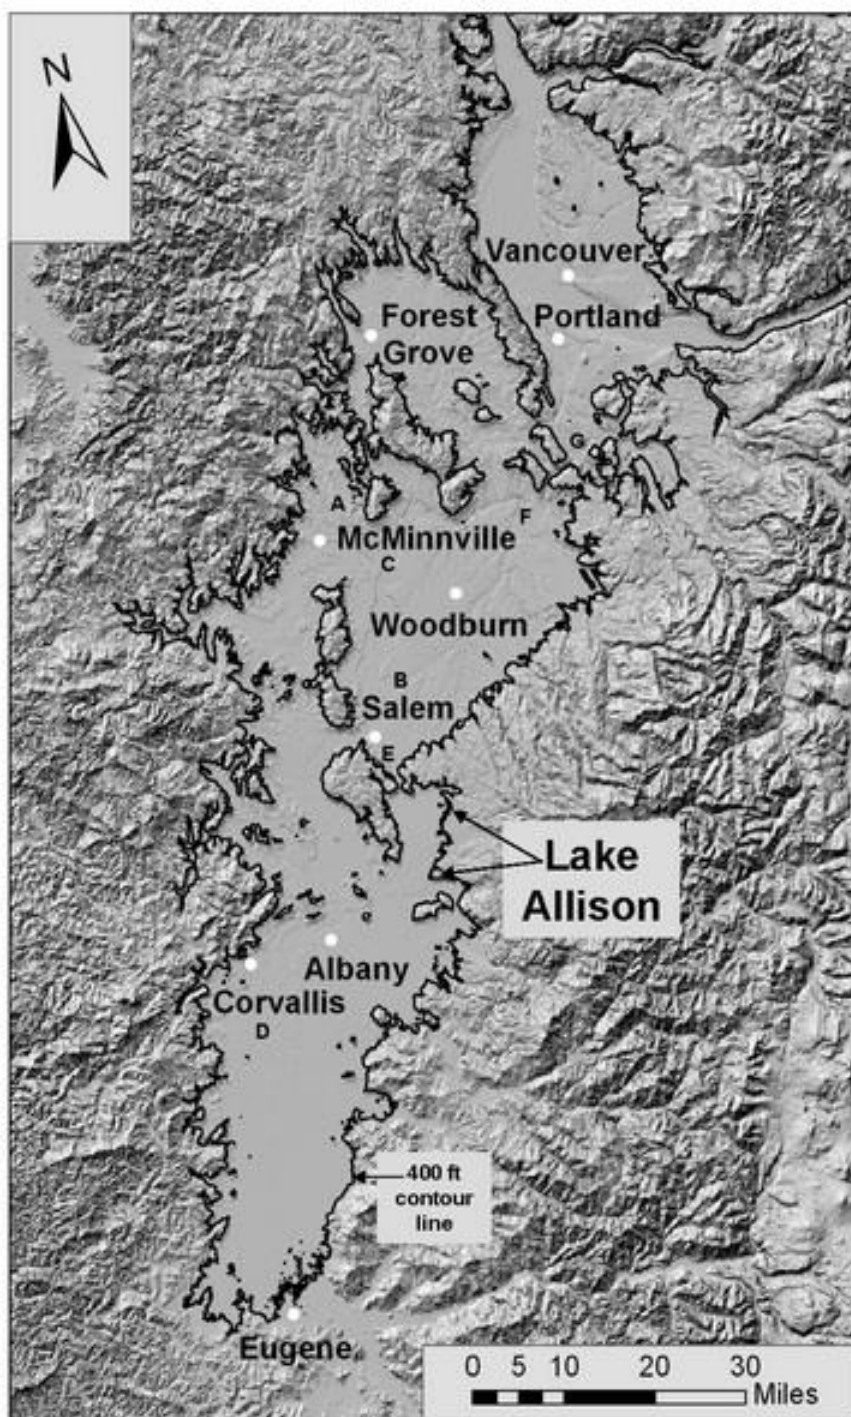 N
Vancouver
Portland
Forest
Grove
G
A
F
McMinnville
C
Woodburn
B
Salem
E
Lake
Allison
Albany
Corvallis
D
400 ft
contour
line
Eugene
0 5 10 20 30
Miles